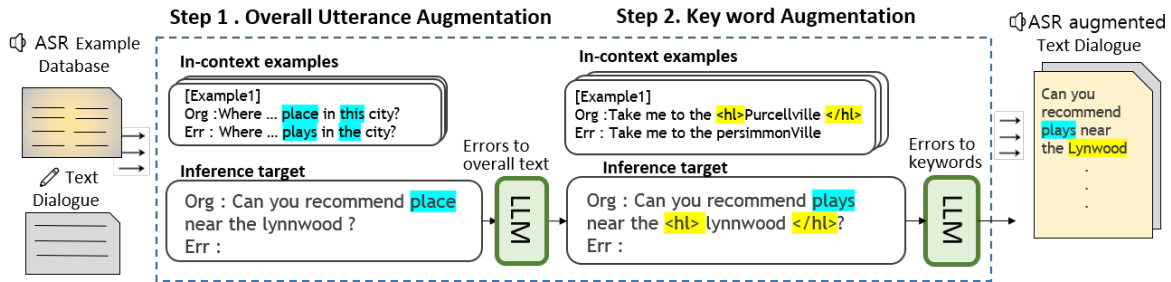 Step 1 . Overall Utterance Augmentation
Step 2. Key word Augmentation
ASR Example
Database
Text
Dialogue
In-context examples
[Example1]
Org :Where ... place in this city?
Err : Where ... plays in the city?
Inference target
Org : Can you recommend place
near the lynnwood ?
Err :
Errors to
overall text
LLM
In-context examples
[Example1]
Org :Take me to the <hl>Purcellville </hl>
Err : Take me to the persimmonVille
Inference target
Org : Can you recommend plays
near the <hl> lynnwood </hl>?
Err :
Errors to
keywords
LLM
ASR augmented
Text Dialogue
Can you
recommend
plays near
the Lynwood
.
.
.